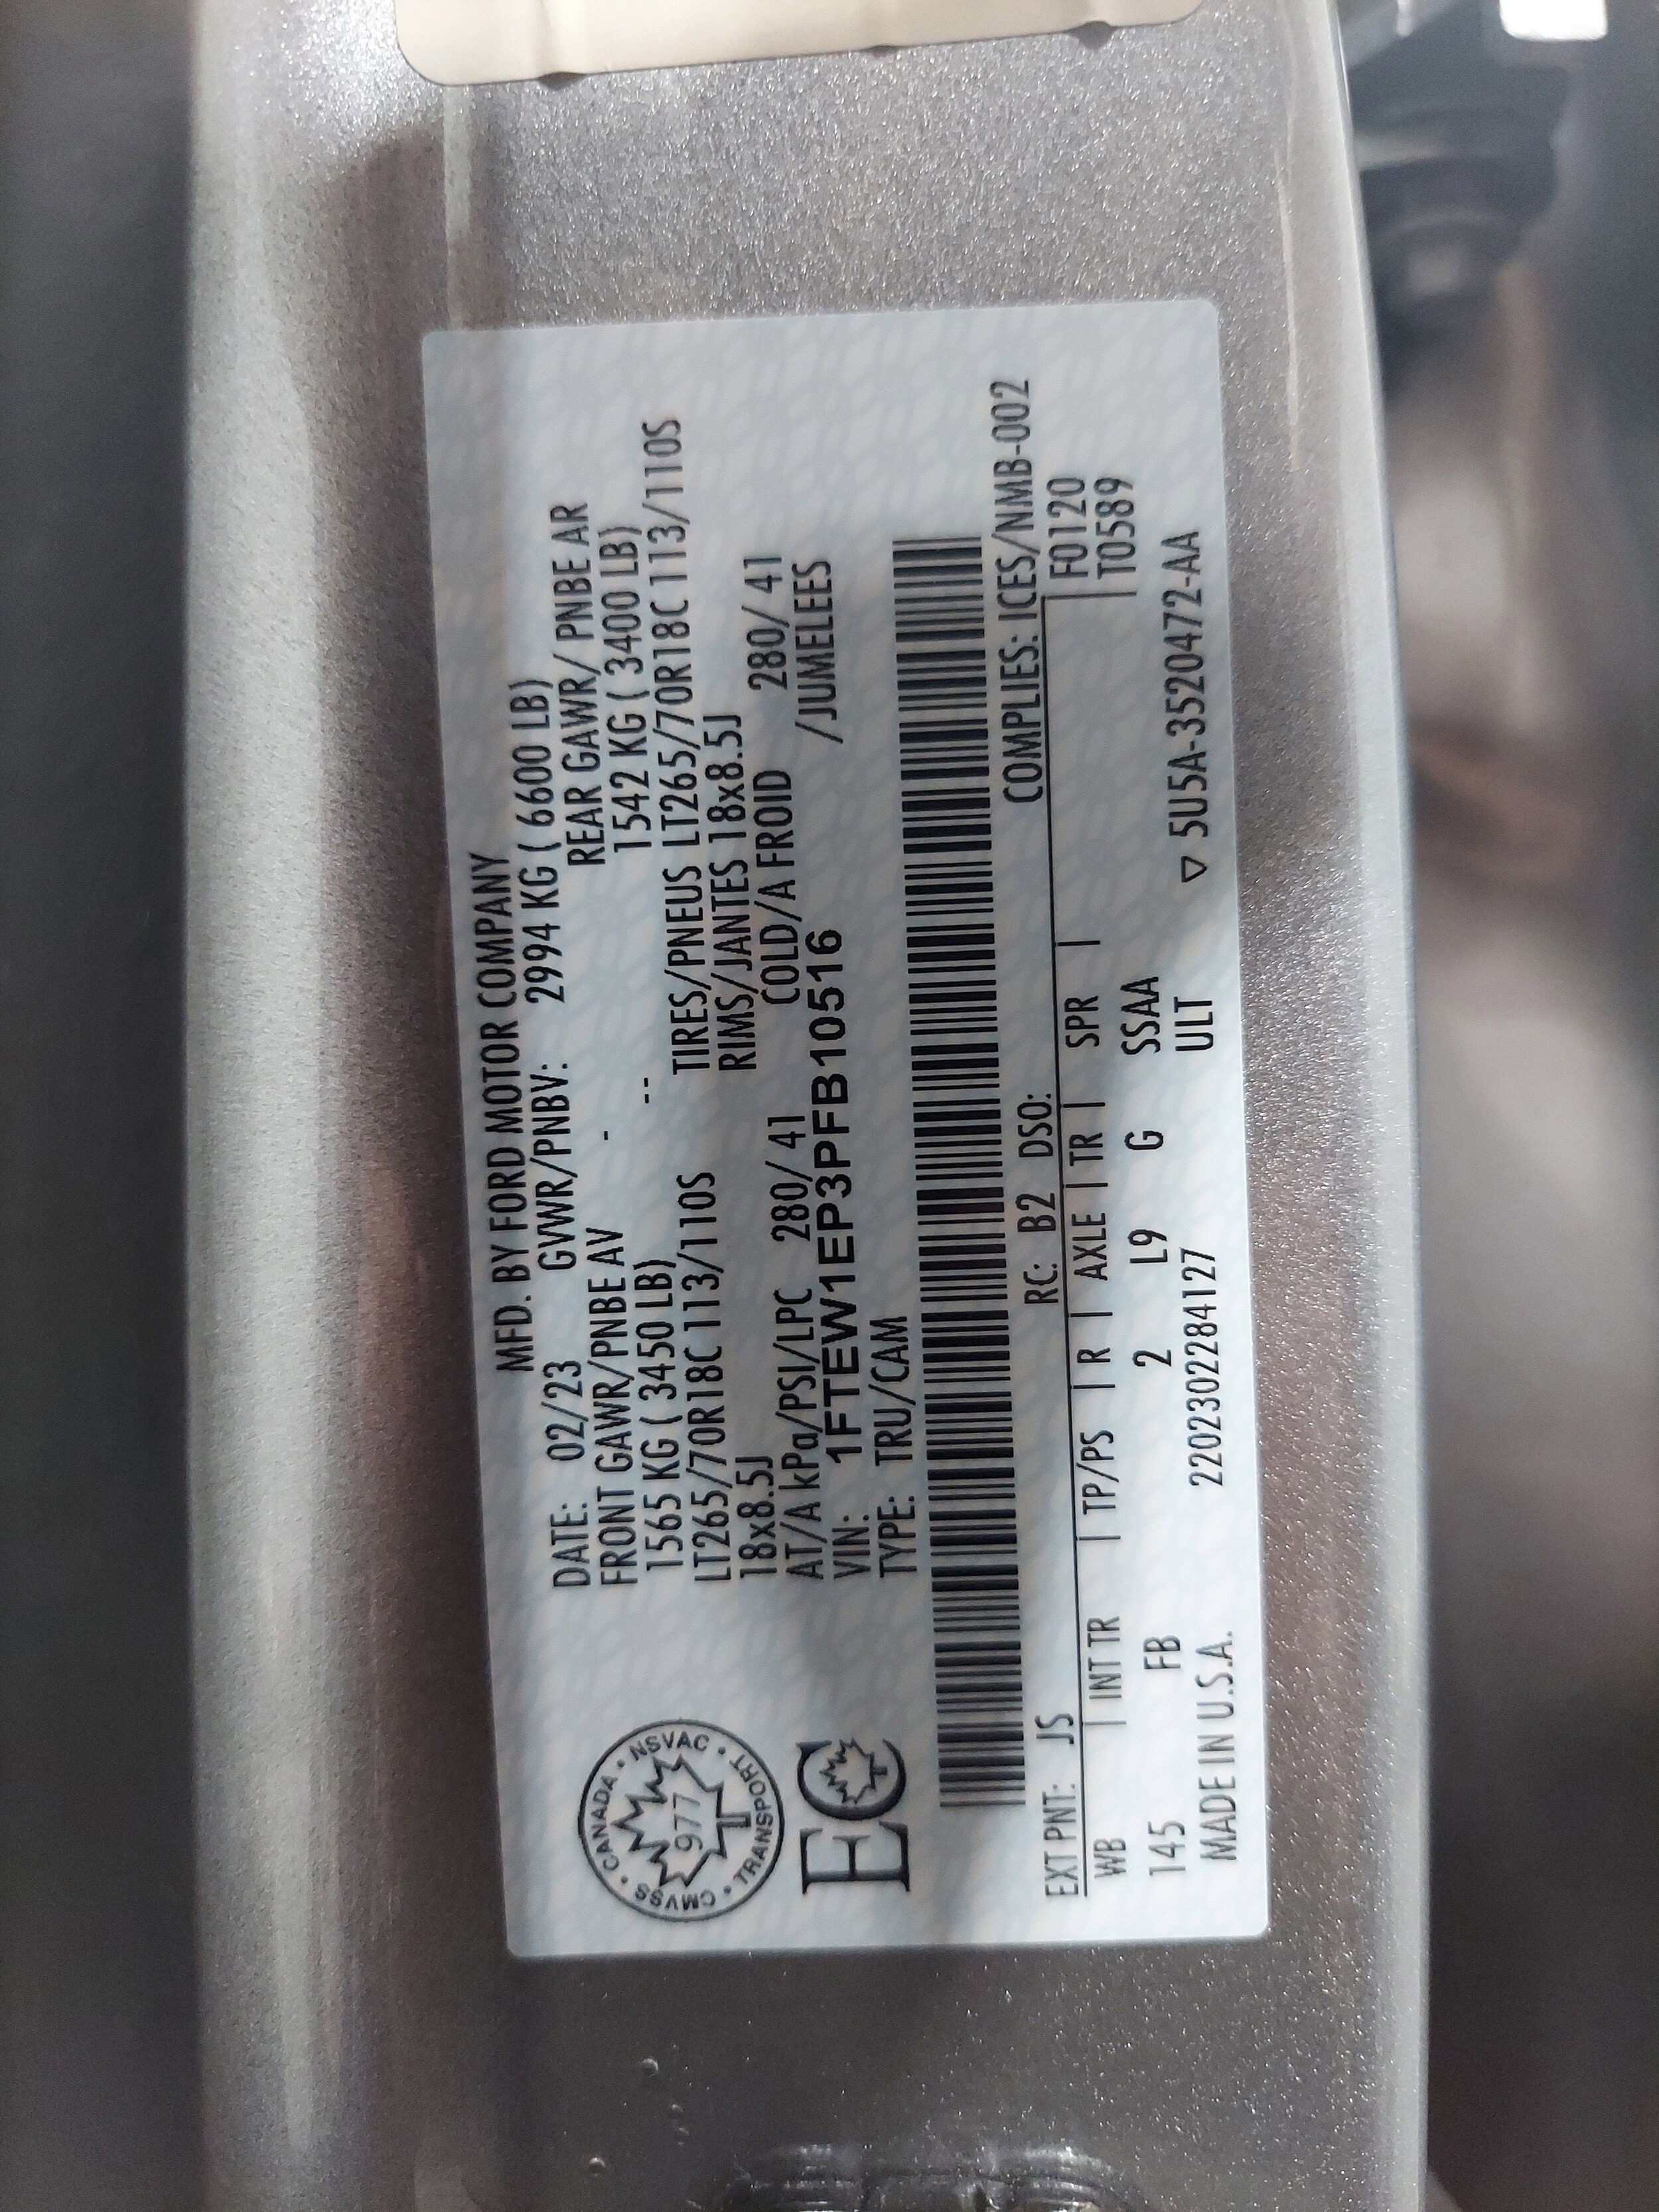 MFD. BY FORD MOTOR COMPANY
DATE: 02/23 GVWR/PNBV: 2994 KG ( 6600 LB)
FRONT GAWR/PNBE AV - REAR GAWR/ PNBE AR
1565 KG ( 3450 LB) -- 1542 KG ( 3400 LB)
LT265/70R18C 113/110S TIRES/PNEUS LT265/70R18C 113/110S
18x8.5J RIMS/JANTES 18x8.5J
AT/A kPa/PSI/LPC 280/ 41 COLD/A FROID 280/ 41
VIN: 1FTEW1EP3PFB10516 /JUMELEES
TYPE: TRU/CAM
CMVSS • CANADA • NSVAC • TRANSPORT •
977
EC
COMPLIES: ICES/NMB-002
EXT PNT: JS RC: B2 DSO: F0120
WB | INT TR | TP/PS | R | AXLE | TR | SPR | T0589
145 FB 2 L9 G SSAA
MADE IN U.S.A. 220230228​4127 ULT ▽ 5U5A-3520472-AA